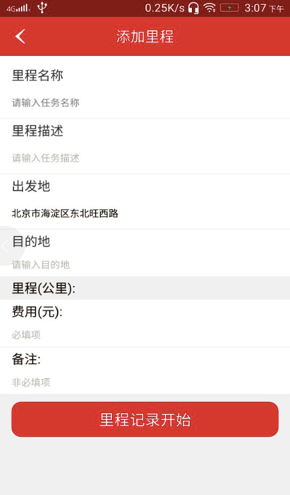 4G 0.25K/s 3:07 下午
添加里程
里程名称
请输入任务名称
里程描述
请输入任务描述
出发地
北京市海淀区东北旺西路
目的地
请输入目的地
里程(公里):
费用(元):
必填项
备注:
非必填项
里程记录开始